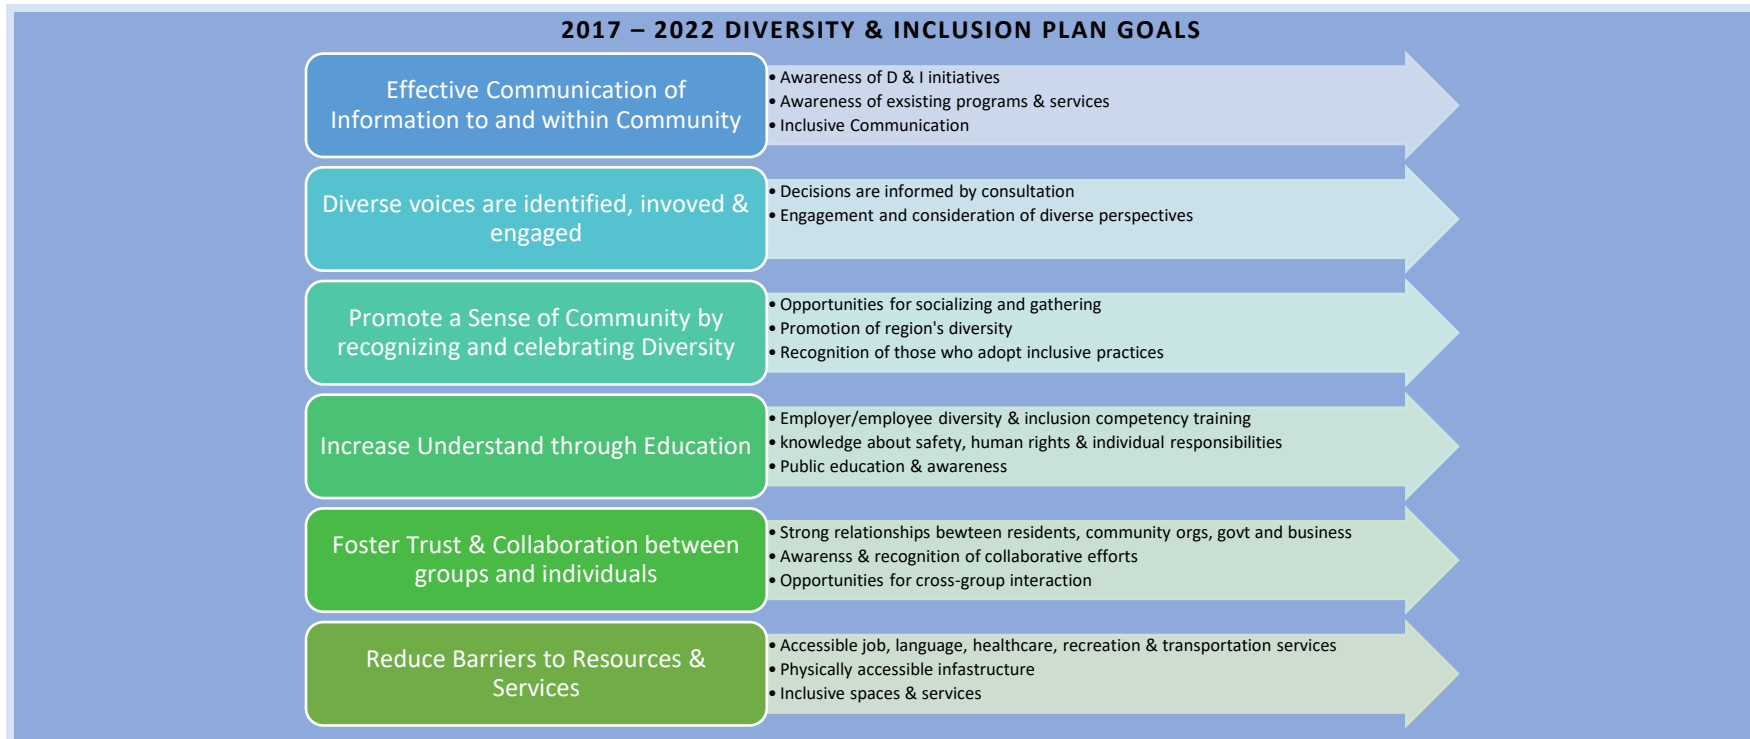 2017 – 2022 DIVERSITY & INCLUSION PLAN GOALS
Effective Communication of
Information to and within Community
• Awareness of D & I initiatives
• Awareness of exsisting programs & services
• Inclusive Communication
Diverse voices are identified, invoved &
engaged
• Decisions are informed by consultation
• Engagement and consideration of diverse perspectives
Promote a Sense of Community by
recognizing and celebrating Diversity
• Opportunities for socializing and gathering
• Promotion of region's diversity
• Recognition of those who adopt inclusive practices
Increase Understand through Education
• Employer/employee diversity & inclusion competency training
• knowledge about safety, human rights & individual responsibilities
• Public education & awareness
Foster Trust & Collaboration between
groups and individuals
• Strong relationships bewteen residents, community orgs, govt and business
• Awarenss & recognition of collaborative efforts
• Opportunities for cross-group interaction
Reduce Barriers to Resources &
Services
• Accessible job, language, healthcare, recreation & transportation services
• Physically accessible infastructure
• Inclusive spaces & services